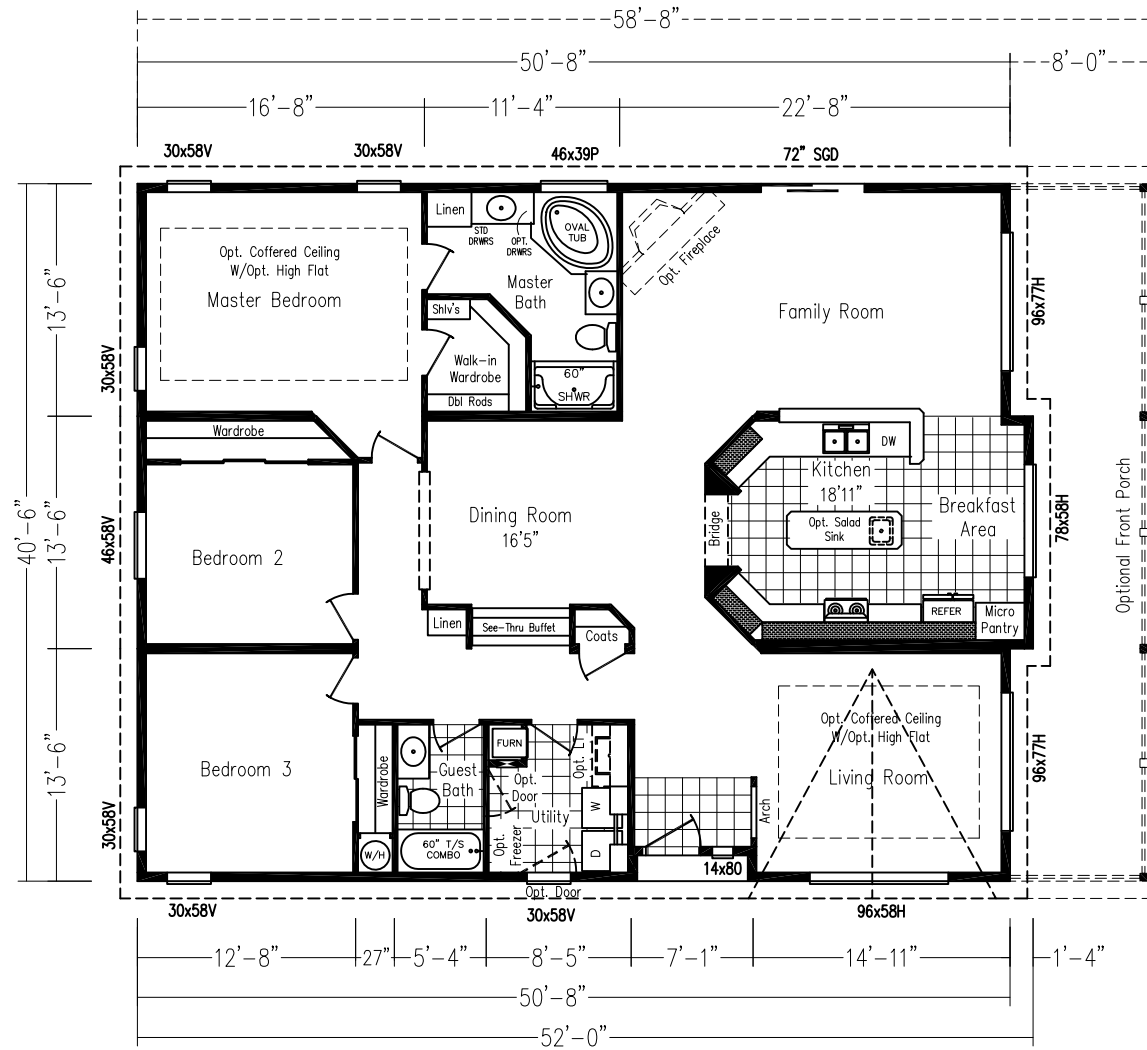 58'-8"
50'-8"
8'-0"
16'-8"
11'-4"
22'-8"
30x58V
30x58V
46x39P
72" SGD
Linen
STD
DRWRS
OPT.
DRWRS
OVAL
TUB
Opt. Fireplace
Opt. Coffered Ceiling
W/Opt. High Flat
Master Bedroom
Master
Bath
Family Room
96x77H
13'-6"
Shlv's
Walk-in
Wardrobe
Dbl Rods
60"
SHWR
30x58V
Wardrobe
DW
Kitchen
18'11"
Opt. Salad
Sink
Breakfast
Area
Bridge
Dining Room
16'5"
78x58H
Optional Front Porch
40'-6"
13'-6"
46x58V
Bedroom 2
Linen
See-Thru Buffet
Coats
REFER
Micro
Pantry
13'-6"
Bedroom 3
30x58V
Wardrobe
W/H
Guest
Bath
60" T/S
COMBO
FURN
Opt.
Door
Utility
Opt.
Freezer
Opt. LT
W
D
Arch
Opt. Coffered Ceiling
W/Opt. High Flat
Living Room
96x77H
14x80
Opt. Door
30x58V
30x58V
96x58H
12'-8"
27"
5'-4"
8'-5"
7'-1"
14'-11"
1'-4"
50'-8"
52'-0"